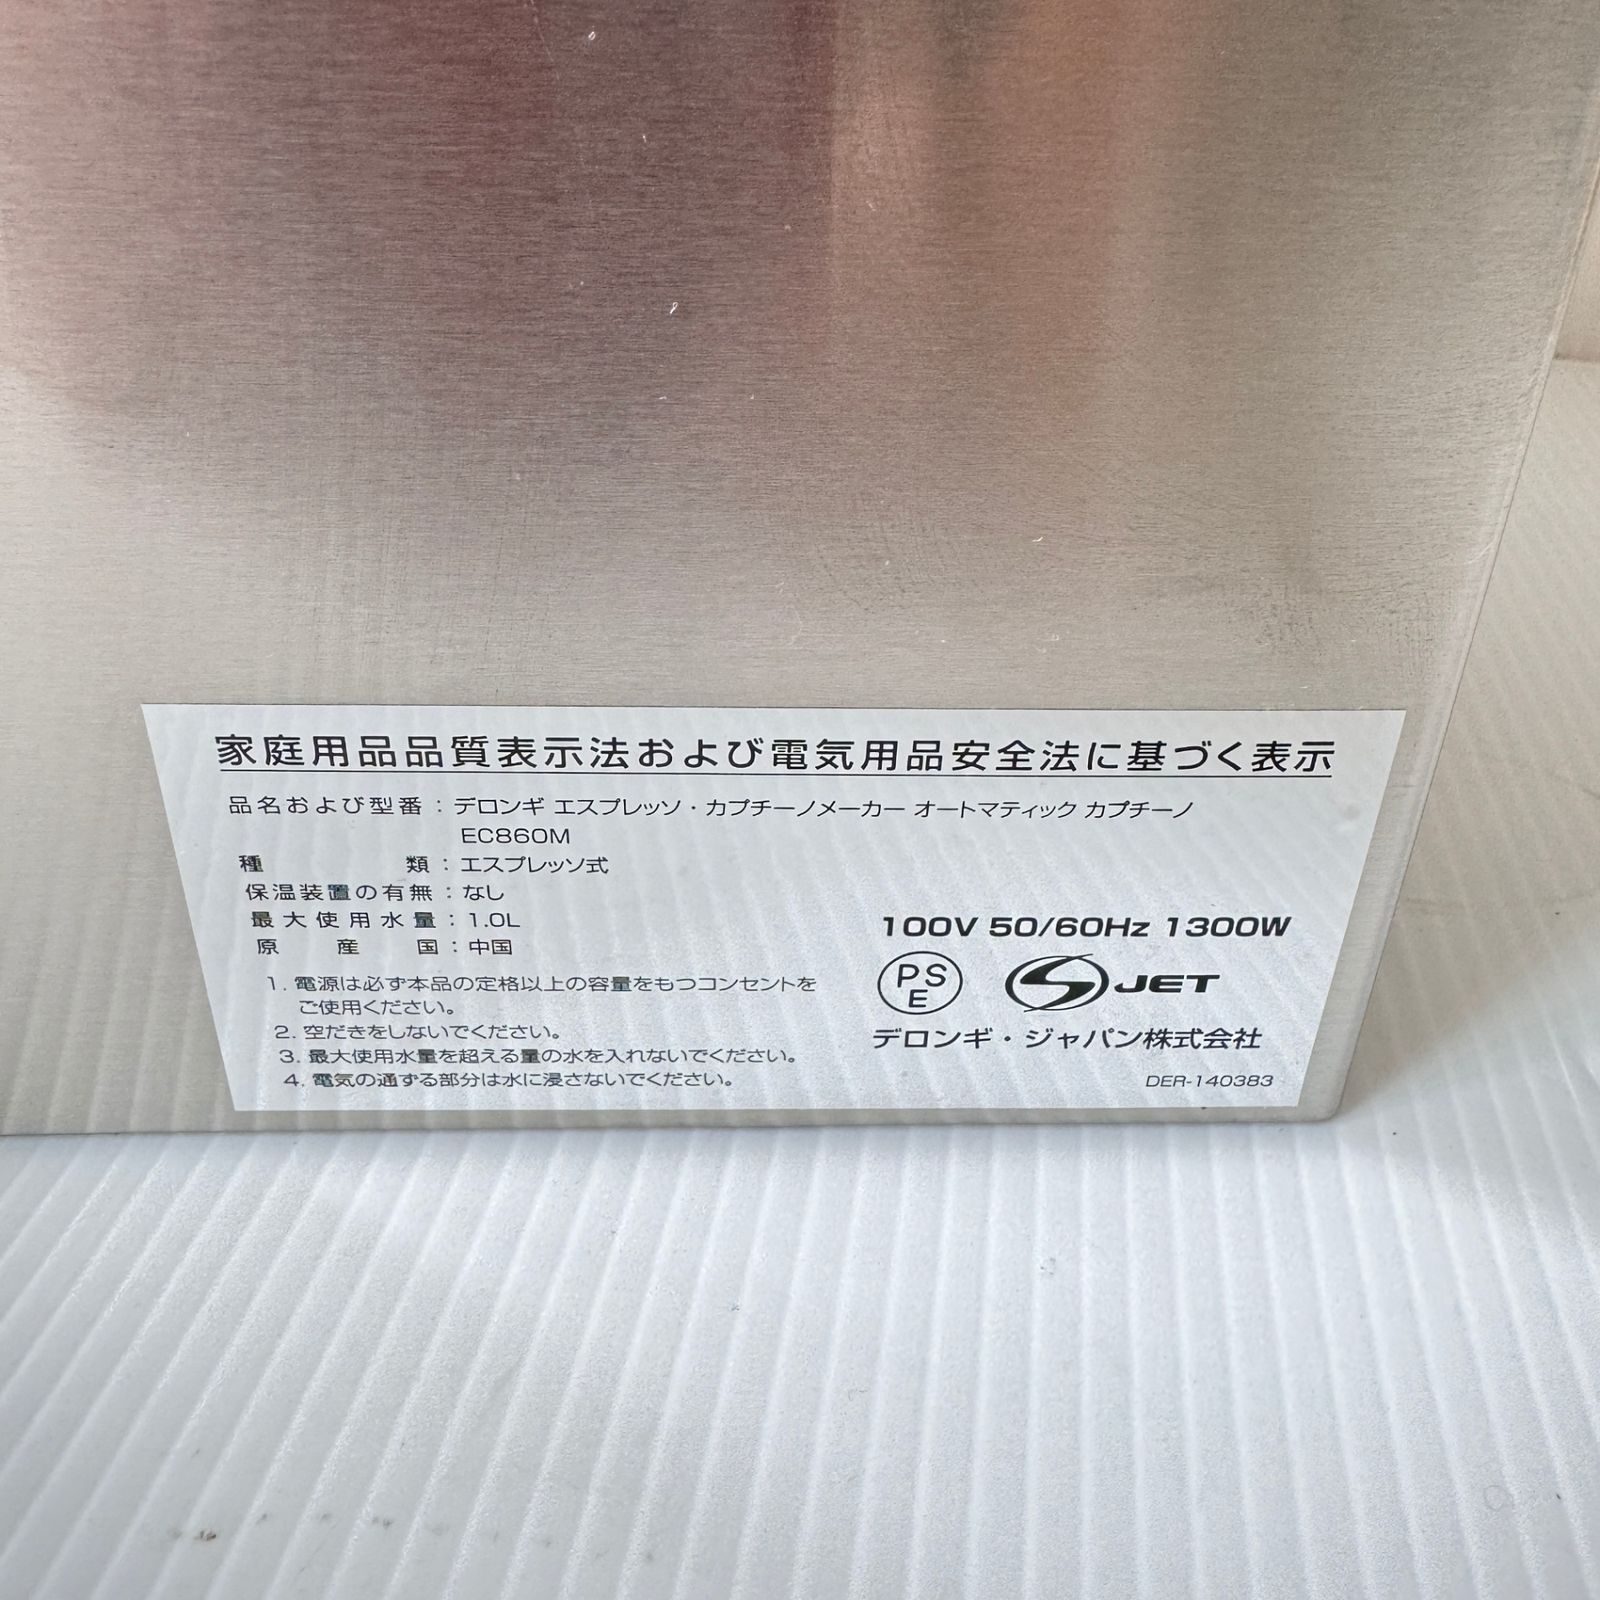 家庭用品品質表示法および電気用品安全法に基づく表示
品名および型番：デロンギ エスプレッソ・カプチーノメーカー オートマティック カプチーノ
EC860M
種類：エスプレッソ式
保温装置の有無：なし
最大使用水量：1.0L
原産国：中国
1. 電源は必ず本品の定格以上の容量をもつコンセントを
ご使用ください。
2. 空だきをしないでください。
3. 最大使用水量を超える量の水を入れないでください。
4. 電気の通ずる部分は水に浸さないでください。
100V 50/60Hz 1300W
PSE
S JET
デロンギ・ジャパン株式会社
DER-140383